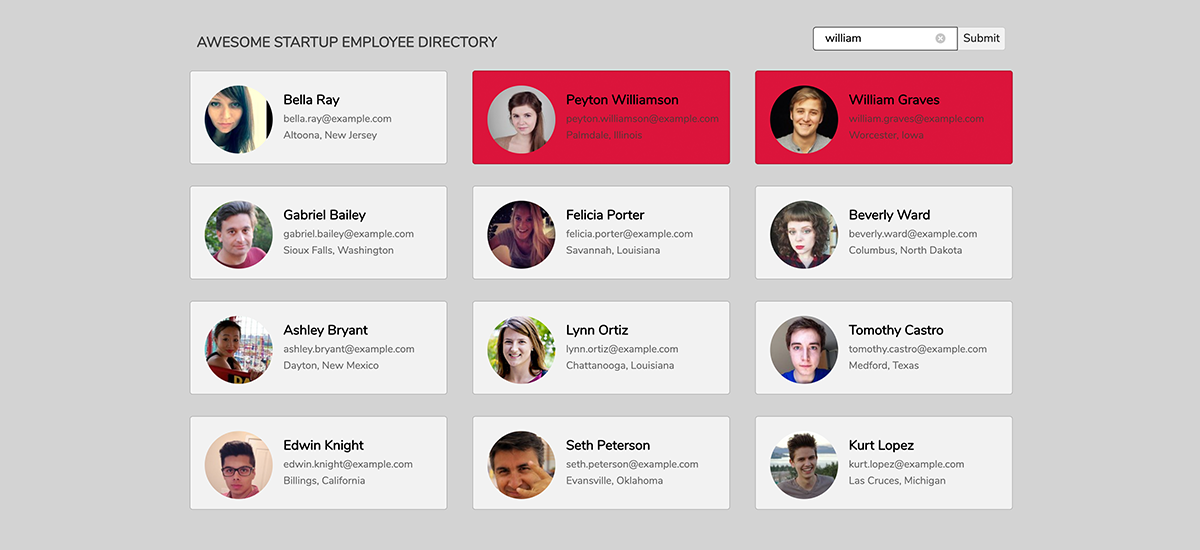 AWESOME STARTUP EMPLOYEE DIRECTORY
william
Submit
Bella Ray
bella.ray@example.com
Altoona, New Jersey
Peyton Williamson
peyton.williamson@example.com
Palmdale, Illinois
William Graves
william.graves@example.com
Worcester, Iowa
Gabriel Bailey
gabriel.bailey@example.com
Sioux Falls, Washington
Felicia Porter
felicia.porter@example.com
Savannah, Louisiana
Beverly Ward
beverly.ward@example.com
Columbus, North Dakota
Ashley Bryant
ashley.bryant@example.com
Dayton, New Mexico
Lynn Ortiz
lynn.ortiz@example.com
Chattanooga, Louisiana
Tomothy Castro
tomothy.castro@example.com
Medford, Texas
Edwin Knight
edwin.knight@example.com
Billings, California
Seth Peterson
seth.peterson@example.com
Evansville, Oklahoma
Kurt Lopez
kurt.lopez@example.com
Las Cruces, Michigan